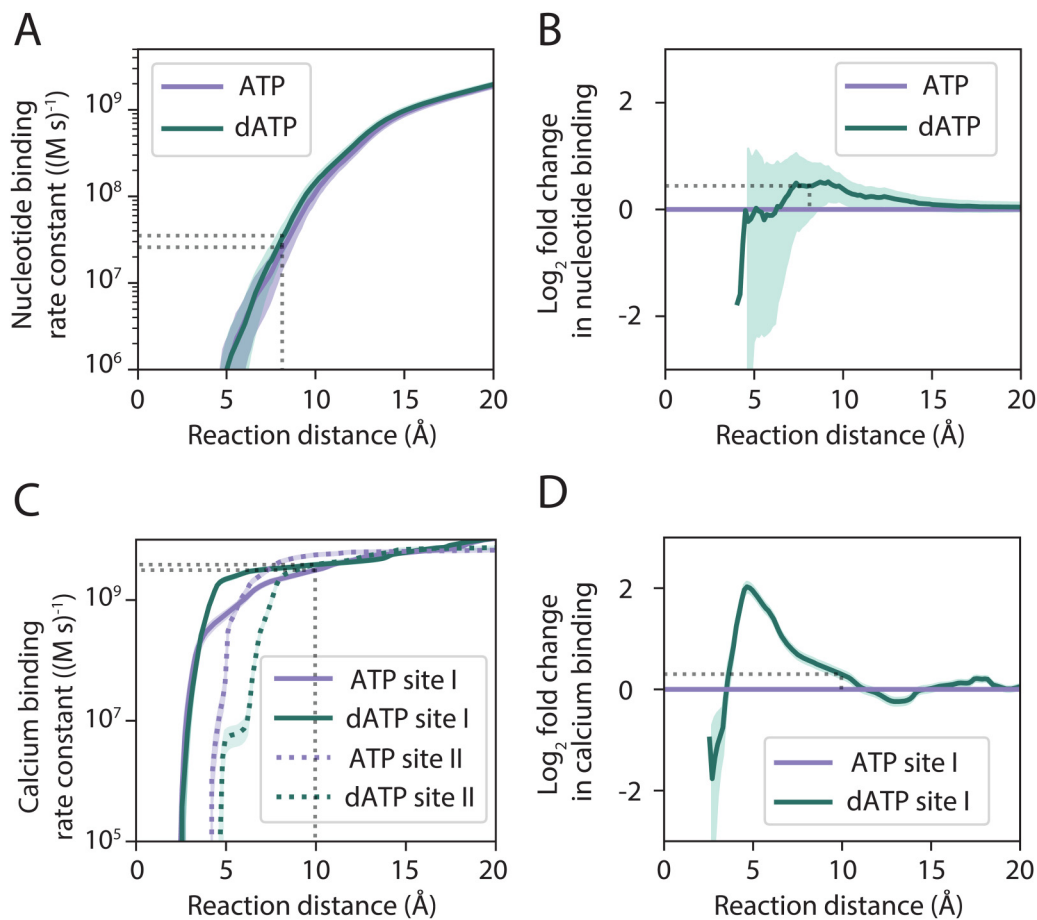 A
Nucleotide binding
rate constant ((M s)⁻¹)
10⁹
10⁸
10⁷
10⁶
ATP
dATP
0
5
10
15
20
Reaction distance (Å)
B
Log₂ fold change
in nucleotide binding
2
0
-2
ATP
dATP
0
5
10
15
20
Reaction distance (Å)
C
Calcium binding
rate constant ((M s)⁻¹)
10⁹
10⁷
10⁵
ATP site I
dATP site I
ATP site II
dATP site II
0
5
10
15
20
Reaction distance (Å)
D
Log₂ fold change
in calcium binding
2
0
-2
ATP site I
dATP site I
0
5
10
15
20
Reaction distance (Å)